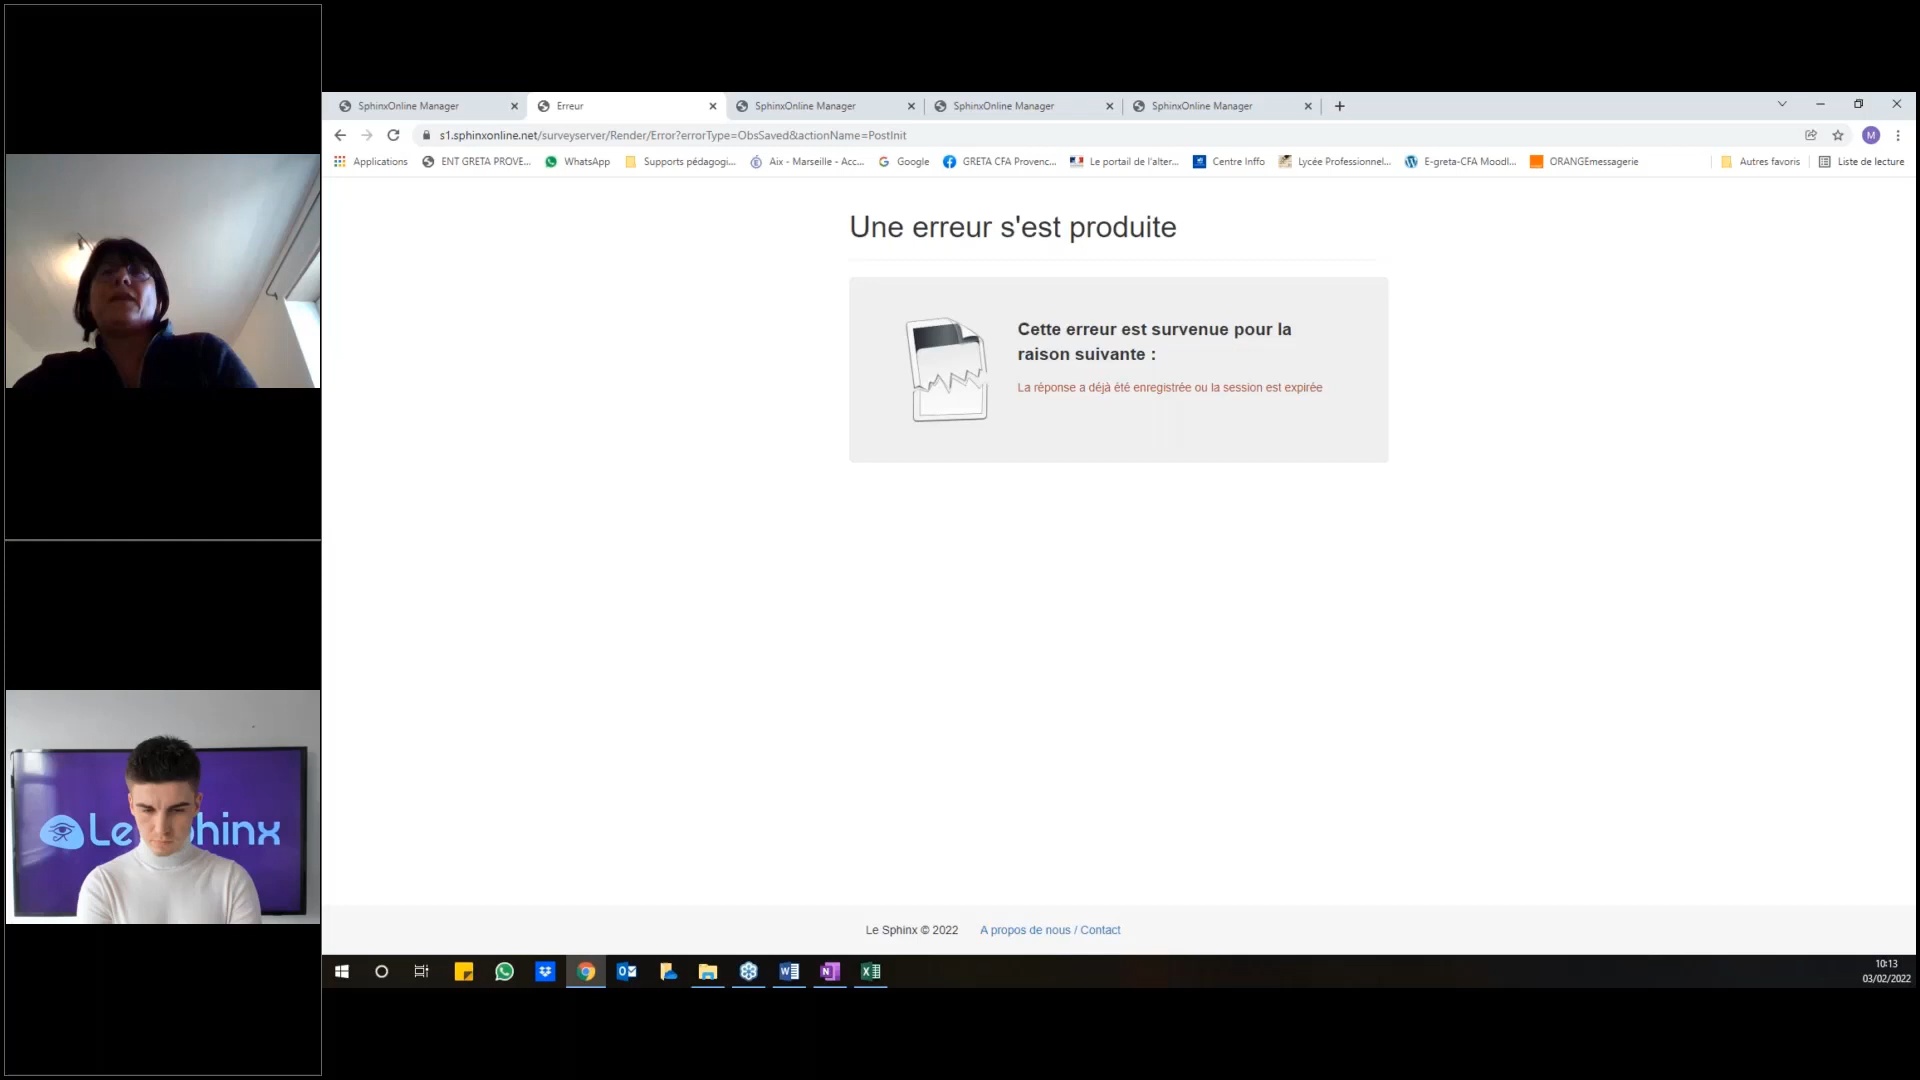 SphinxOnline Manager
Erreur
SphinxOnline Manager
SphinxOnline Manager
SphinxOnline Manager
s1.sphinxonline.net/surveyserver/Render/Error?errorType=ObsSaved&actionName=PostInit
M
Applications
ENT GRETA PROVE...
WhatsApp
Supports pédagogi...
Aix - Marseille - Acc...
Google
GRETA CFA Provenc...
Le portail de l'alter...
Centre Inffo
Lycée Professionnel...
E-greta-CFA Moodl...
ORANGEmessagerie
Autres favoris
Liste de lecture
Une erreur s'est produite
Cette erreur est survenue pour la
raison suivante :
La réponse a déjà été enregistrée ou la session est expirée
Le hinx
Le Sphinx © 2022
A propos de nous / Contact
10:13
03/02/2022